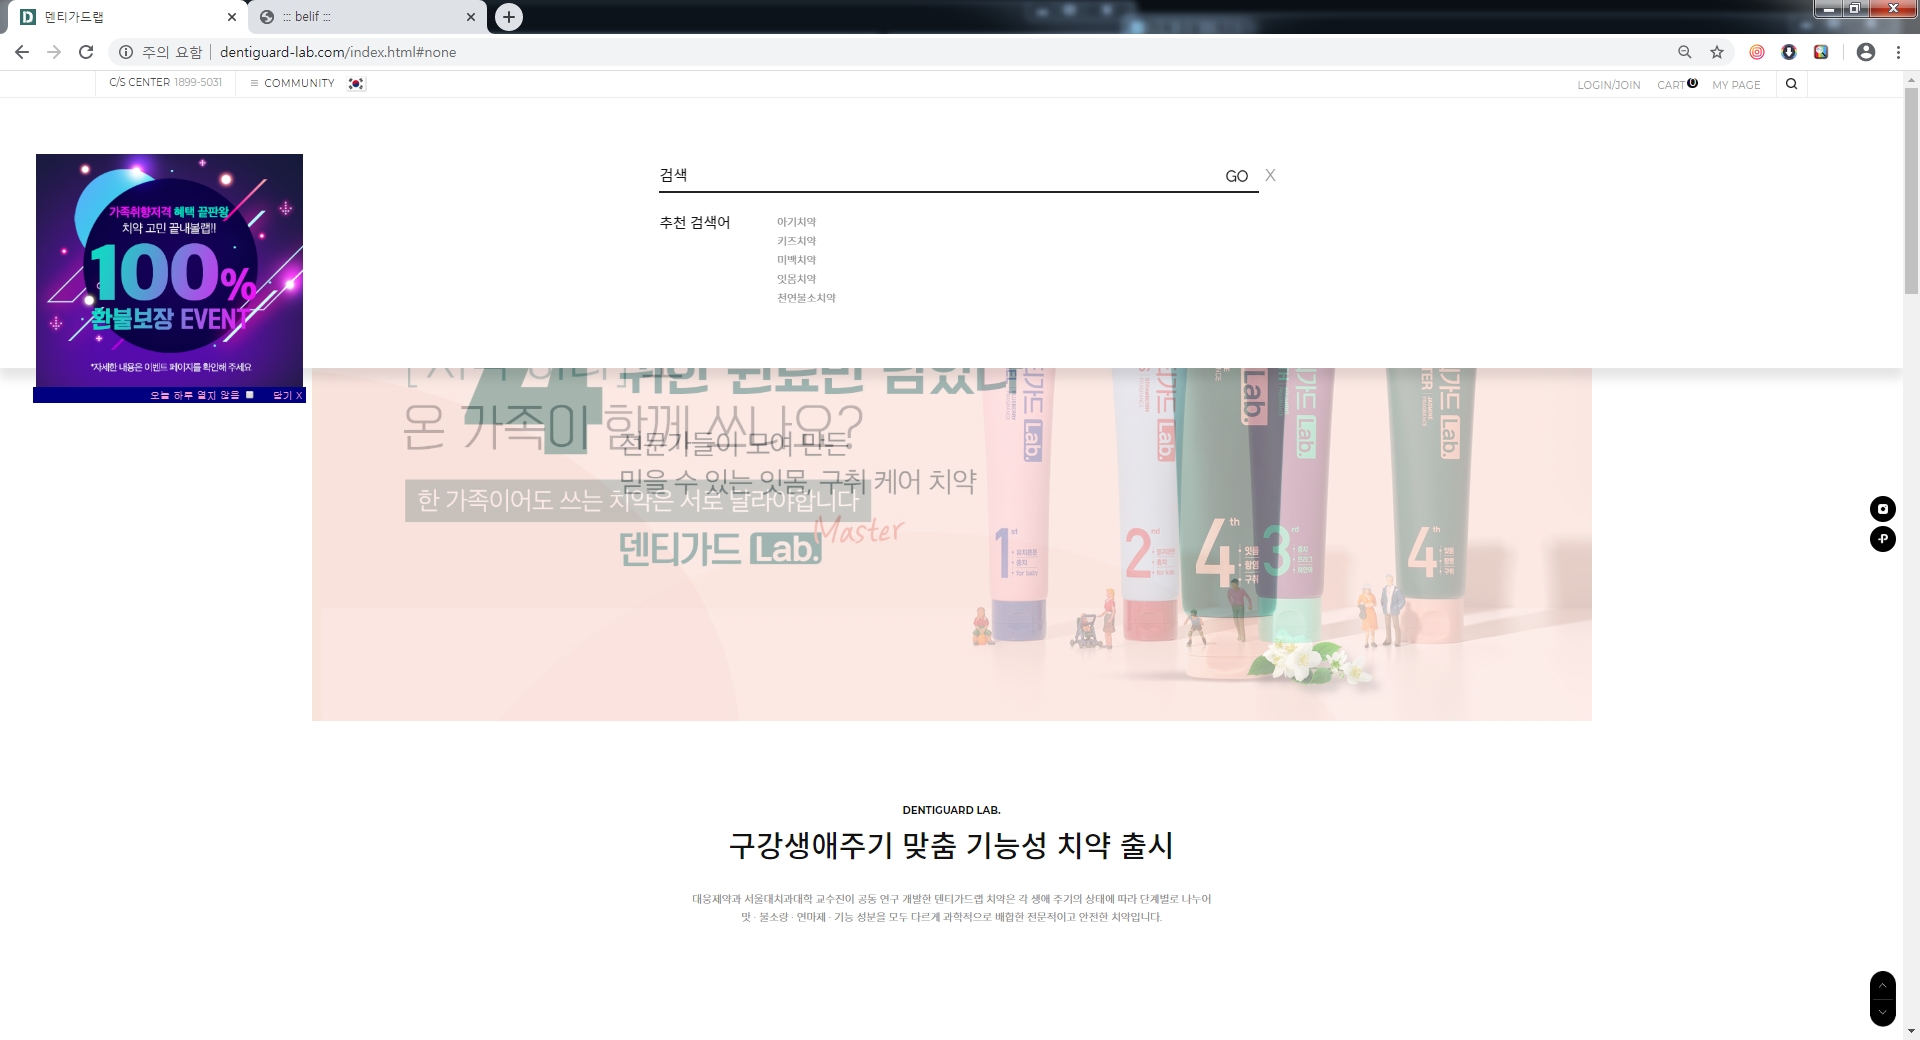 덴티가드랩
::: belif :::
주의 요함
dentiguard-lab.com/index.html#none
C/S CENTER 1899-5031
COMMUNITY
LOGIN/JOIN
CART 0
MY PAGE
검색
GO X
추천 검색어
아기치약
키즈치약
미백치약
잇몸치약
천연불소치약
가족취향저격 혜택 끝판왕
치약 고민 끝내볼랩!!
100%
환불보장 EVENT
*자세한 내용은 이벤트 페이지를 확인해 주세요
오늘 하루 열지 않음
닫기 X
온 가족이 함께 쓰나요?
전문가들이 모여 만든
믿을 수 있는 잇몸, 구취 케어 치약
한 가족이어도 쓰는 치약은 서로 달라야합니다
Master
덴티가드 Lab.
Lab.
Lab.
Lab.
Lab.
Lab.
1st
2nd
4th
3rd
4th
DENTIGUARD LAB.
구강생애주기 맞춤 기능성 치약 출시
대웅제약과 서울대치과대학 교수진이 공동 연구 개발한 덴티가드랩 치약은 각 생애 주기의 상태에 따라 단계별로 나누어
맛 · 불소량 · 연마제 · 기능 성분을 모두 다르게 과학적으로 배합한 전문적이고 안전한 치약입니다.